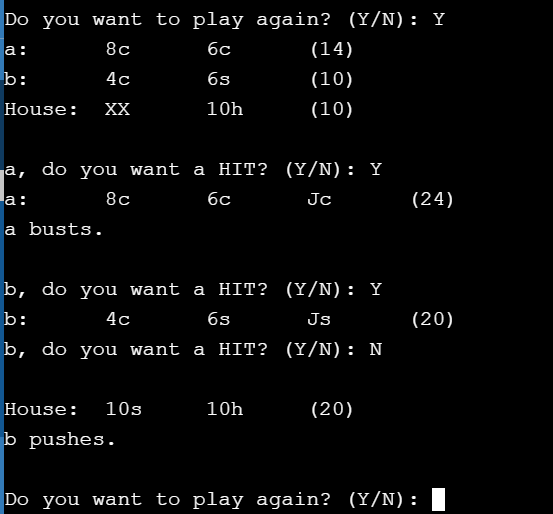 Do you want to play again? (Y/N): Y
a: 8c 6c (14)
b: 4c 6s (10)
House: XX 10h (10)
a, do you want a HIT? (Y/N): Y
a: 8c 6c Jc (24)
a busts.
b, do you want a HIT? (Y/N): Y
b: 4c 6s Js (20)
b, do you want a HIT? (Y/N): N
House: 10s 10h (20)
b pushes.
Do you want to play again? (Y/N):